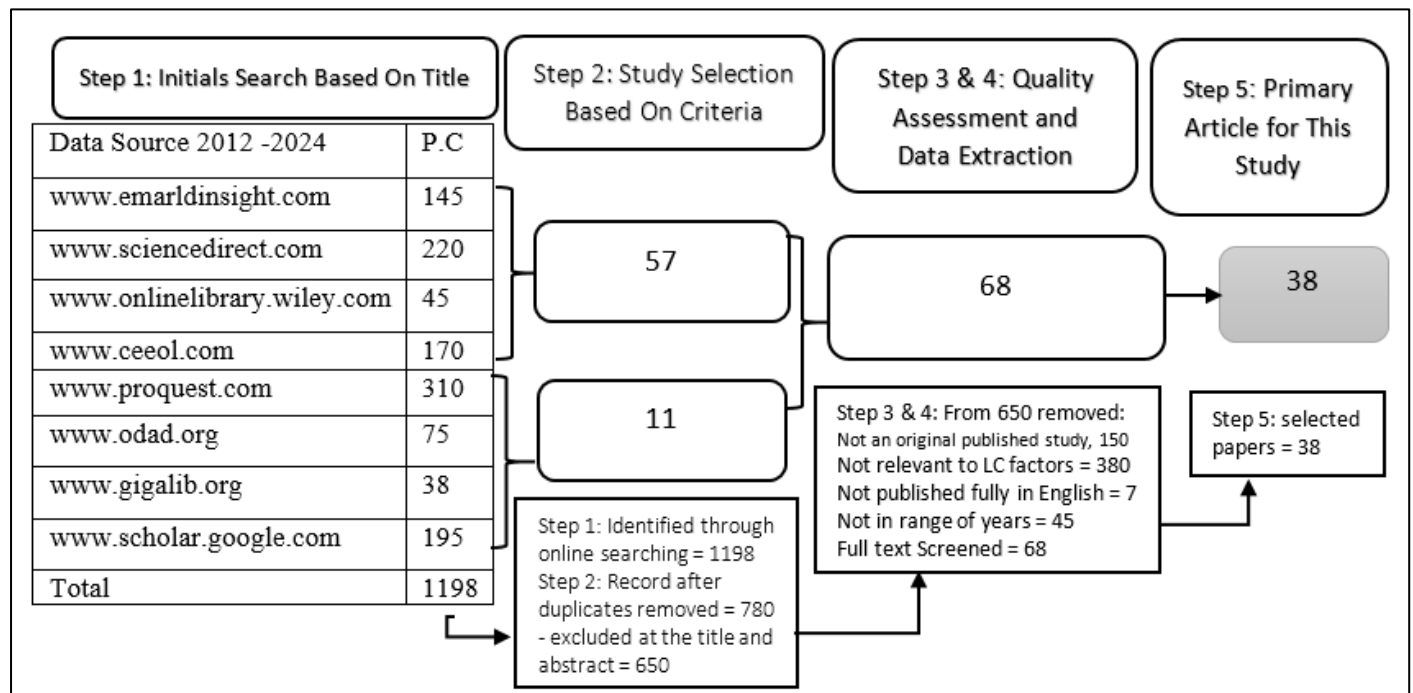 Step 1: Initials Search Based On Title
Data Source 2012 -2024 P.C
www.emarldinsight.com 145
www.sciencedirect.com 220
www.onlinelibrary.wiley.com 45
www.ceeol.com 170
www.proquest.com 310
www.odad.org 75
www.gigalib.org 38
www.scholar.google.com 195
Total 1198
Step 2: Study Selection
Based On Criteria
57
11
Step 1: Identified through
online searching = 1198
Step 2: Record after
duplicates removed = 780
- excluded at the title and
abstract = 650
Step 3 & 4: Quality
Assessment and
Data Extraction
68
Step 3 & 4: From 650 removed:
Not an original published study, 150
Not relevant to LC factors = 380
Not published fully in English = 7
Not in range of years = 45
Full text Screened = 68
Step 5: Primary
Article for This
Study
38
Step 5: selected
papers = 38